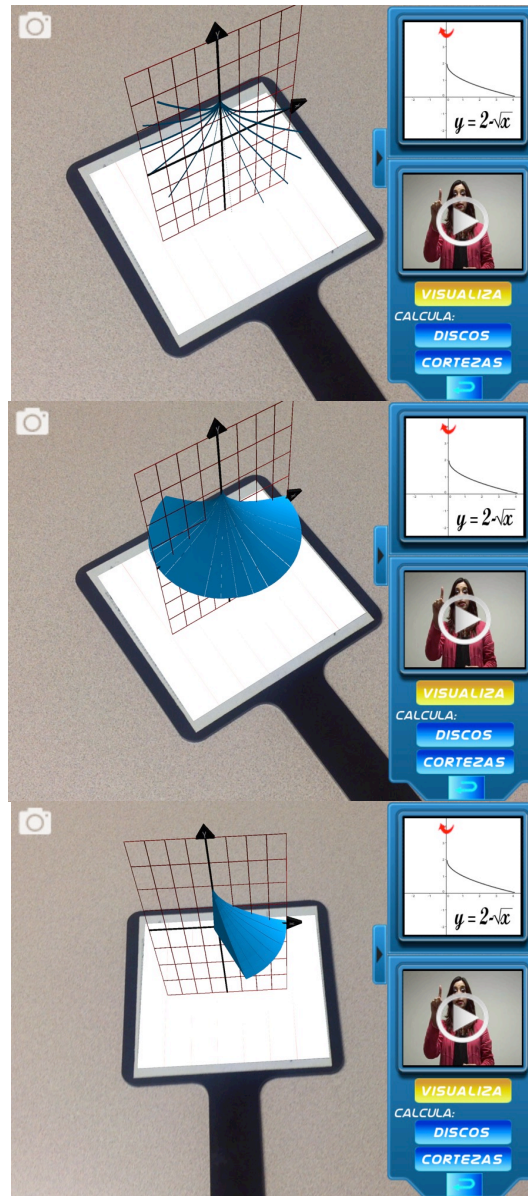 y = 2-√x
VISUALIZA
CALCULA:
DISCOS
CORTEZAS
y = 2-√x
VISUALIZA
CALCULA:
DISCOS
CORTEZAS
y = 2-√x
VISUALIZA
CALCULA:
DISCOS
CORTEZAS